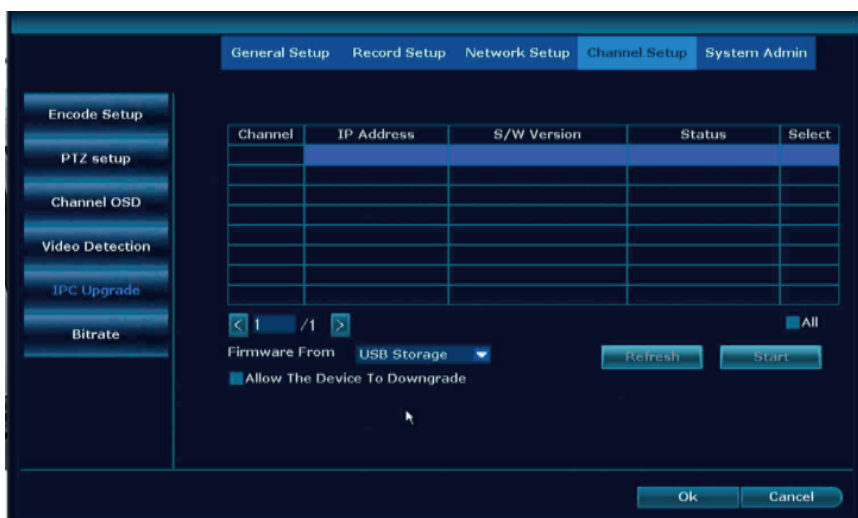 General Setup Record Setup Network Setup Channel Setup System Admin
Encode Setup
PTZ setup
Channel OSD
Video Detection
IPC Upgrade
Bitrate
Channel IP Address S/W Version Status Select
< 1 /1 >
All
Firmware From USB Storage
Refresh Start
Allow The Device To Downgrade
Ok Cancel